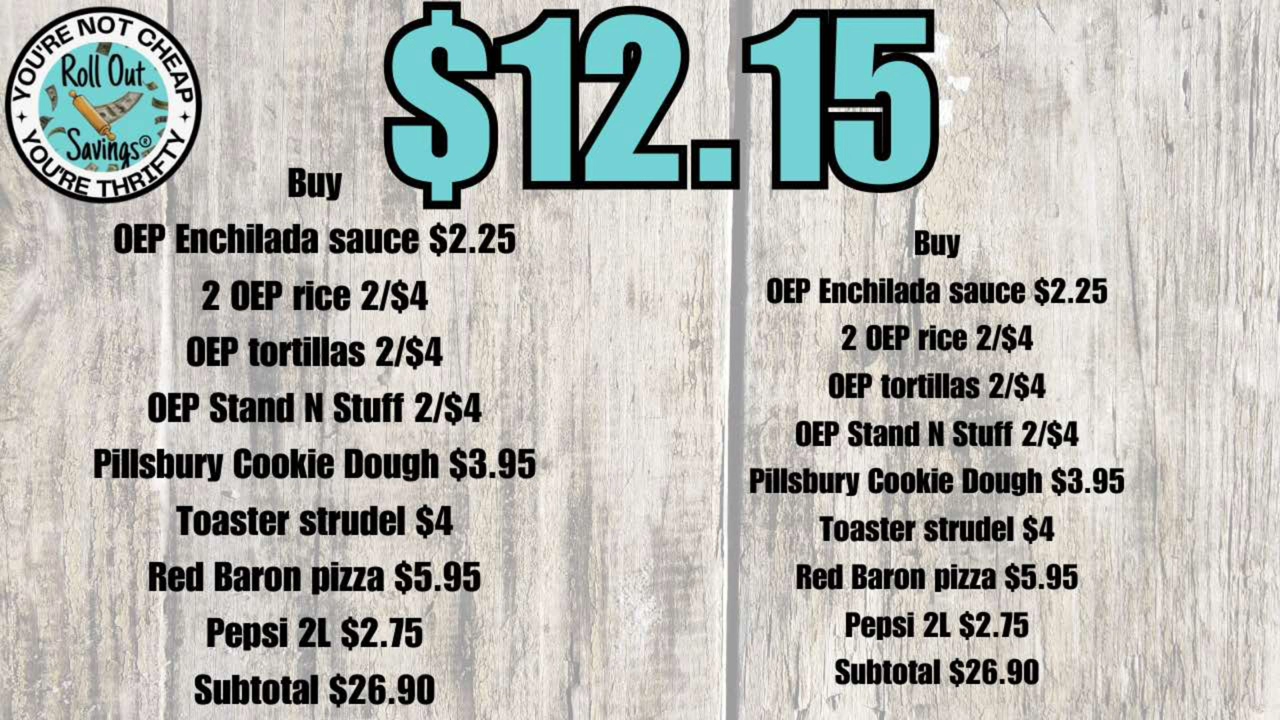 YOU'RE NOT CHEAP
Roll Out
Savings®
YOU'RE THRIFTY
$12.15
Buy
OEP Enchilada sauce $2.25
2 OEP rice 2/$4
OEP tortillas 2/$4
OEP Stand N Stuff 2/$4
Pillsbury Cookie Dough $3.95
Toaster strudel $4
Red Baron pizza $5.95
Pepsi 2L $2.75
Subtotal $26.90
Buy
OEP Enchilada sauce $2.25
2 OEP rice 2/$4
OEP tortillas 2/$4
OEP Stand N Stuff 2/$4
Pillsbury Cookie Dough $3.95
Toaster strudel $4
Red Baron pizza $5.95
Pepsi 2L $2.75
Subtotal $26.90